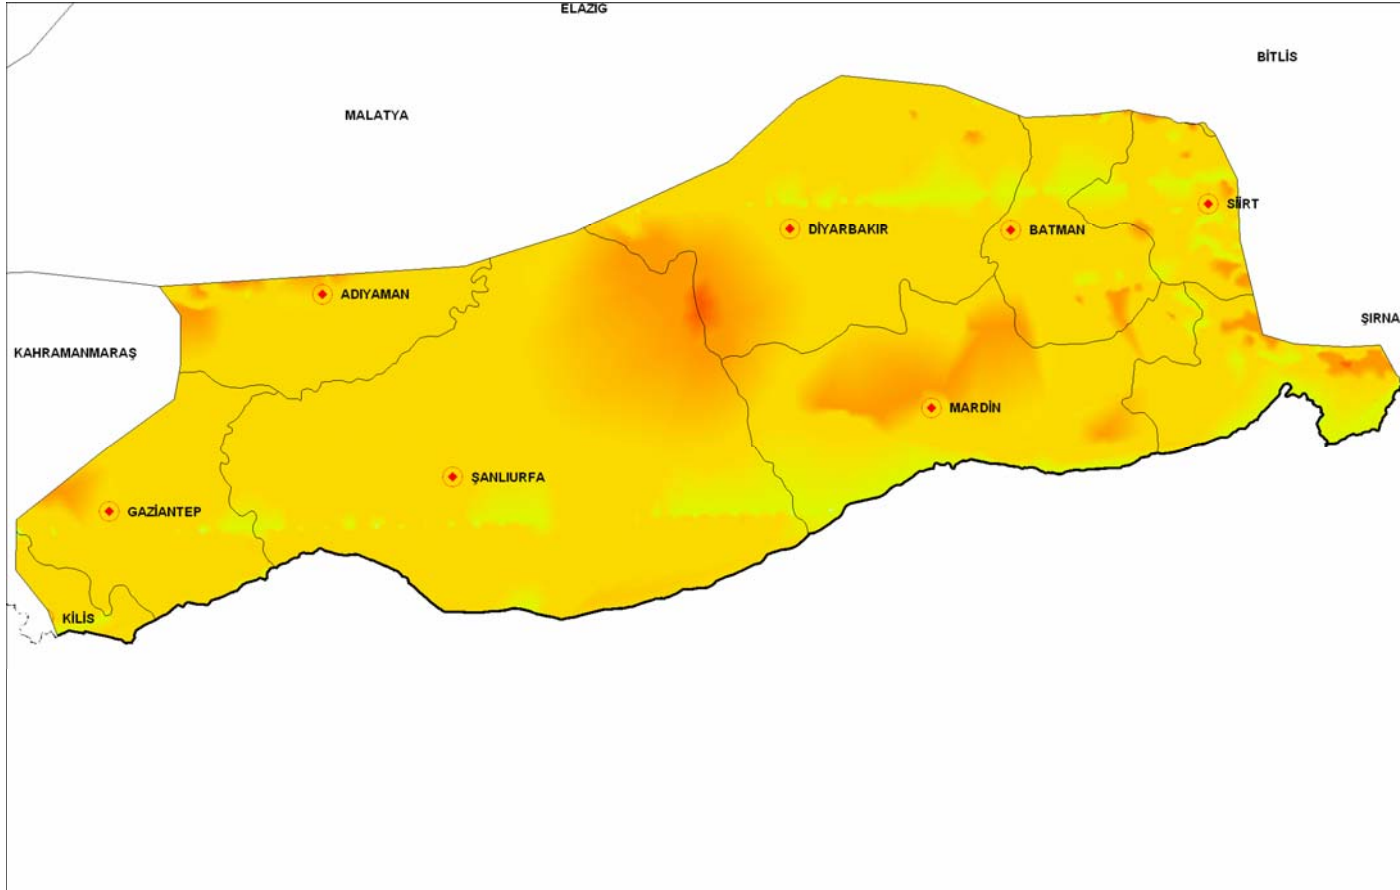 ELAZIG
BİTLİS
MALATYA
SİİRT
DİYARBAKIR
BATMAN
ADIYAMAN
ŞIRNA
KAHRAMANMARAŞ
MARDİN
ŞANLIURFA
GAZİANTEP
KİLİS